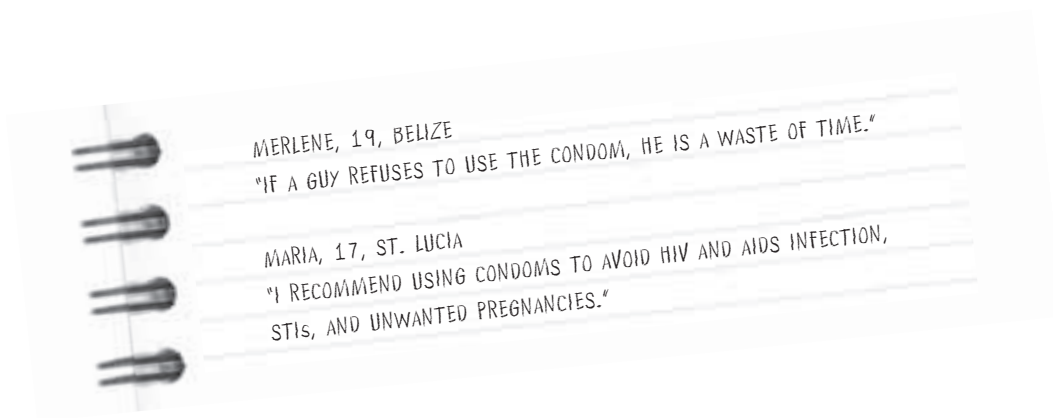 MERLENE, 19, BELIZE
"IF A GUY REFUSES TO USE THE CONDOM, HE IS A WASTE OF TIME."
MARIA, 17, ST. LUCIA
"I RECOMMEND USING CONDOMS TO AVOID HIV AND AIDS INFECTION,
STIs, AND UNWANTED PREGNANCIES."